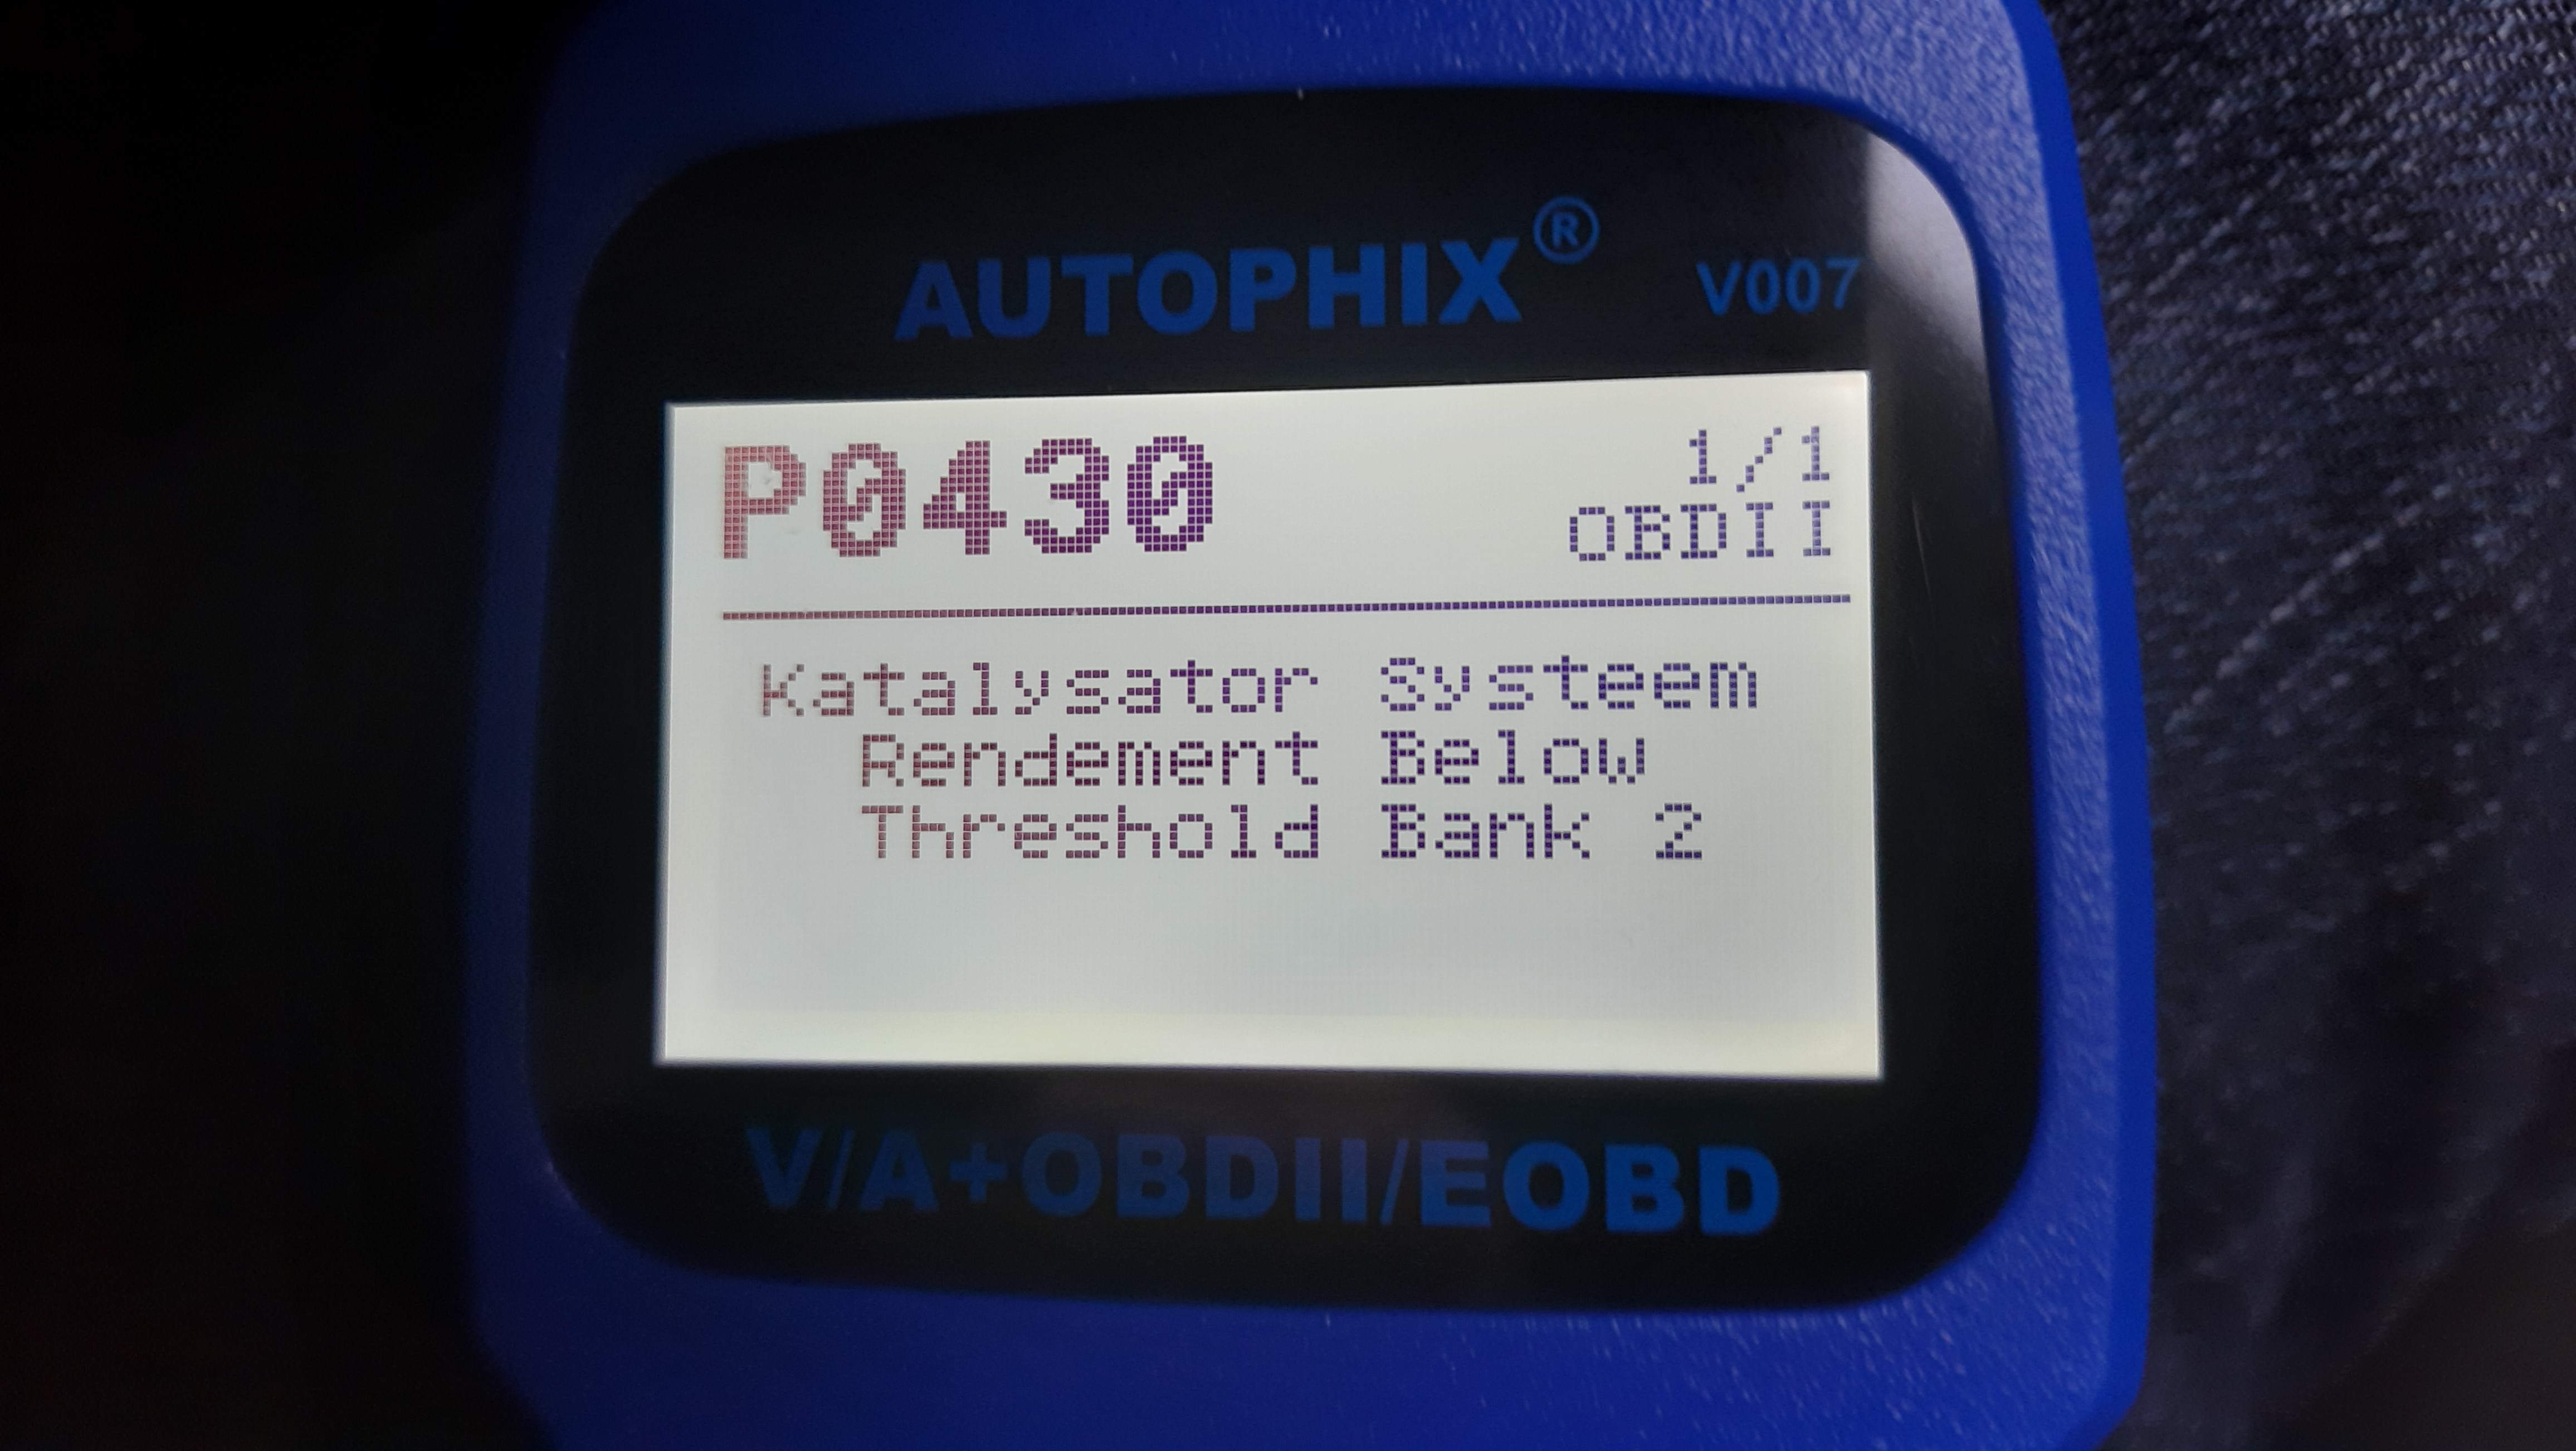 AUTOPHIX® V007
P0430 1/1
OBDII
Katalysator Systeem
Rendement Below
Threshold Bank 2
V/A+OBDII/EOBD